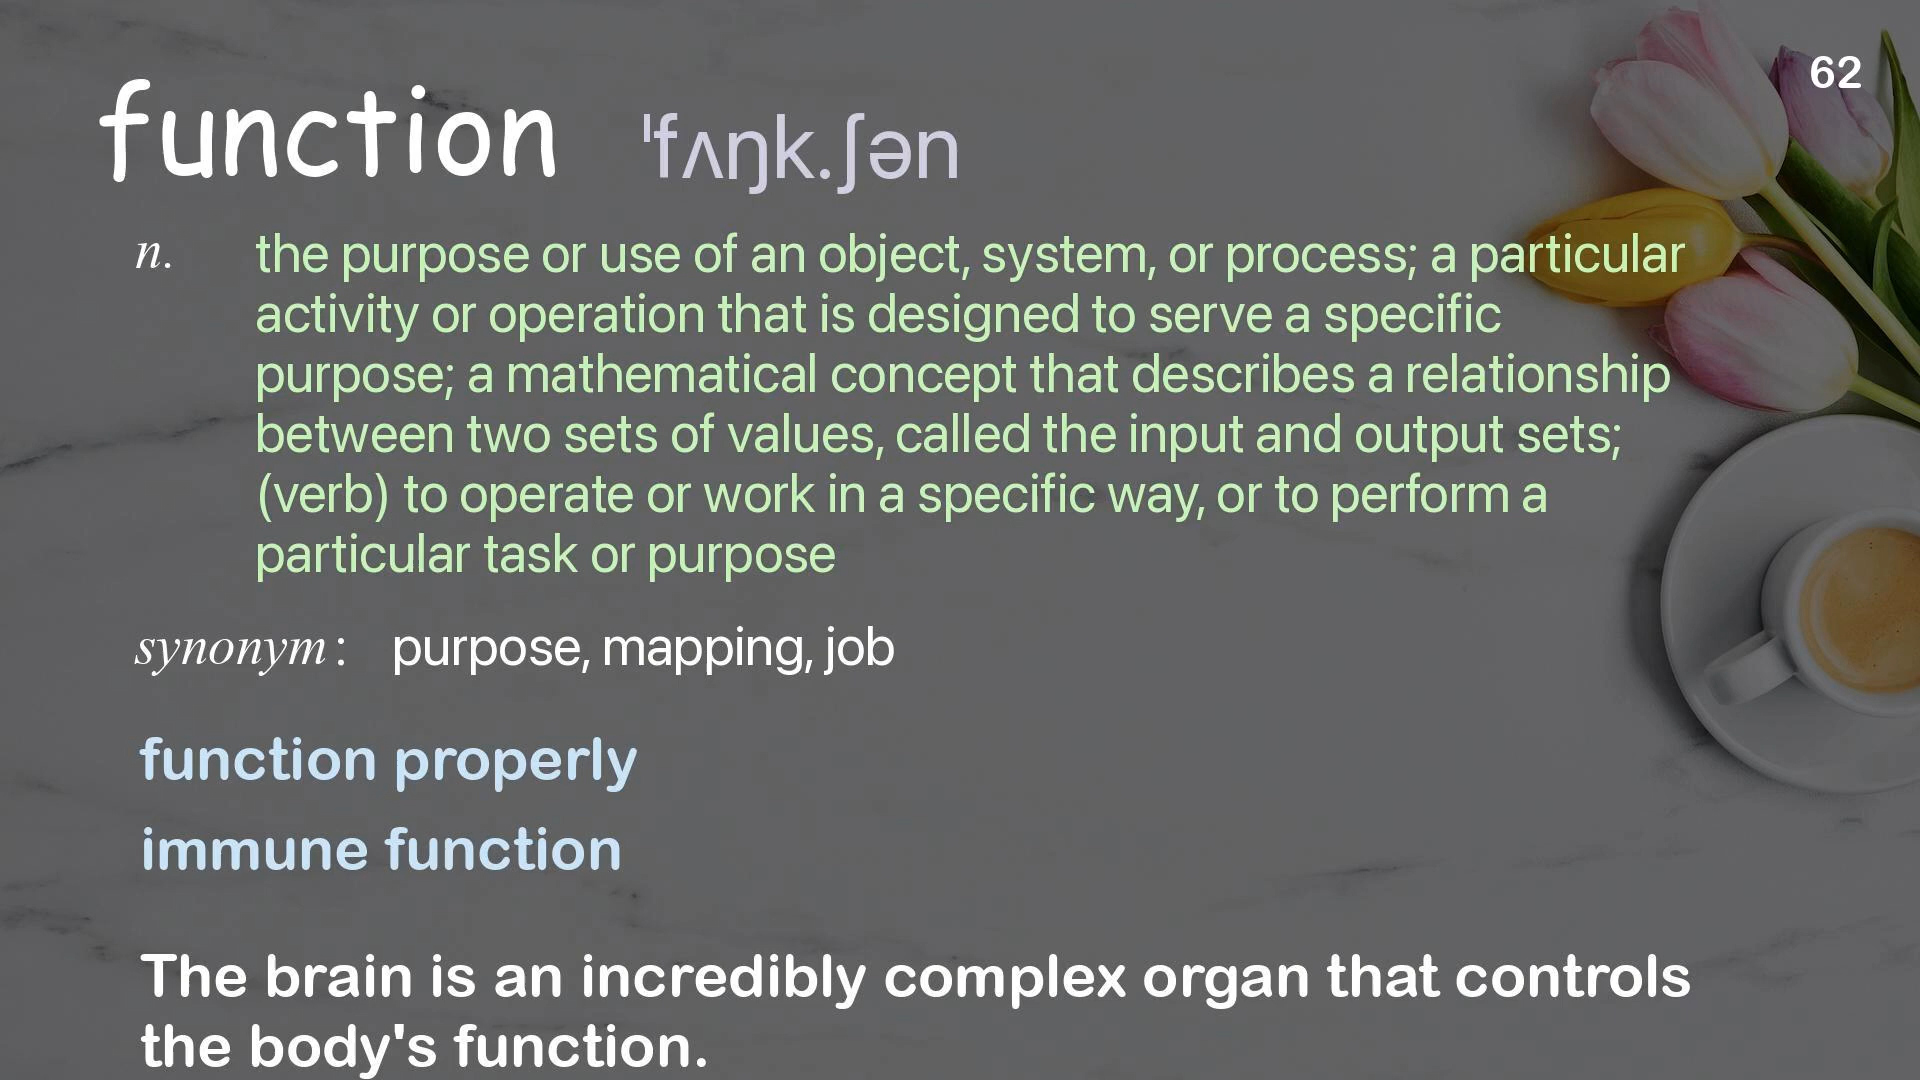 62
function ˈfʌŋk.ʃən
n. the purpose or use of an object, system, or process; a particular
activity or operation that is designed to serve a specific
purpose; a mathematical concept that describes a relationship
between two sets of values, called the input and output sets;
(verb) to operate or work in a specific way, or to perform a
particular task or purpose
synonym: purpose, mapping, job
function properly
immune function
The brain is an incredibly complex organ that controls
the body's function.